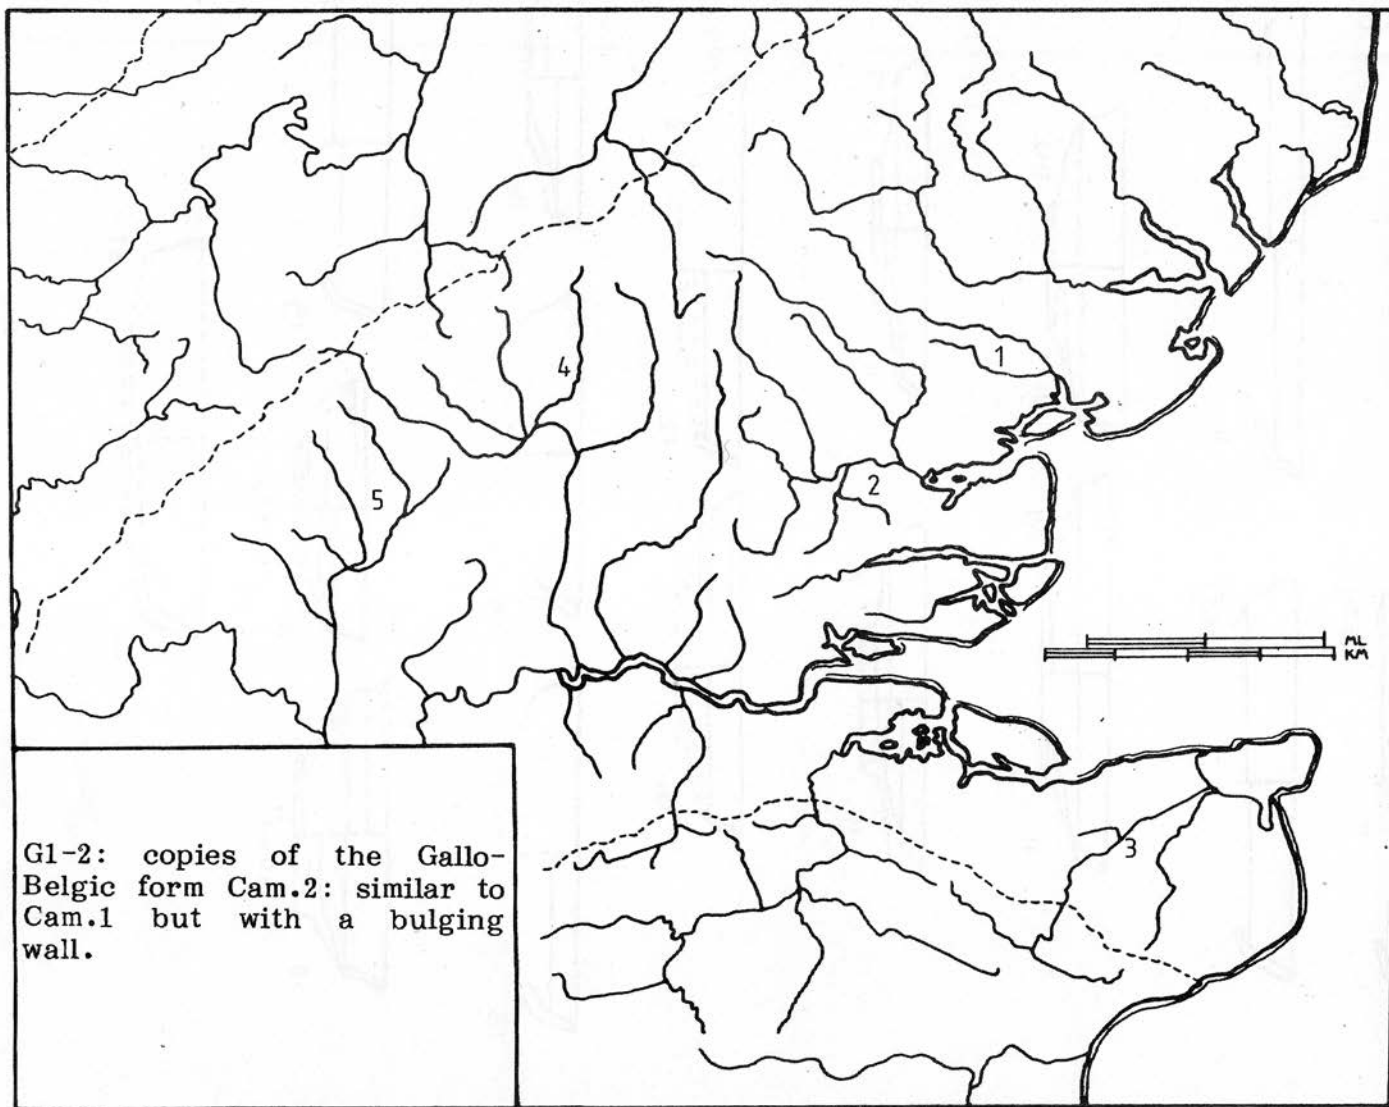 1
4
2
5
ML
KM
3
G1-2: copies of the Gallo-
Belgic form Cam.2: similar to
Cam.1 but with a bulging
wall.